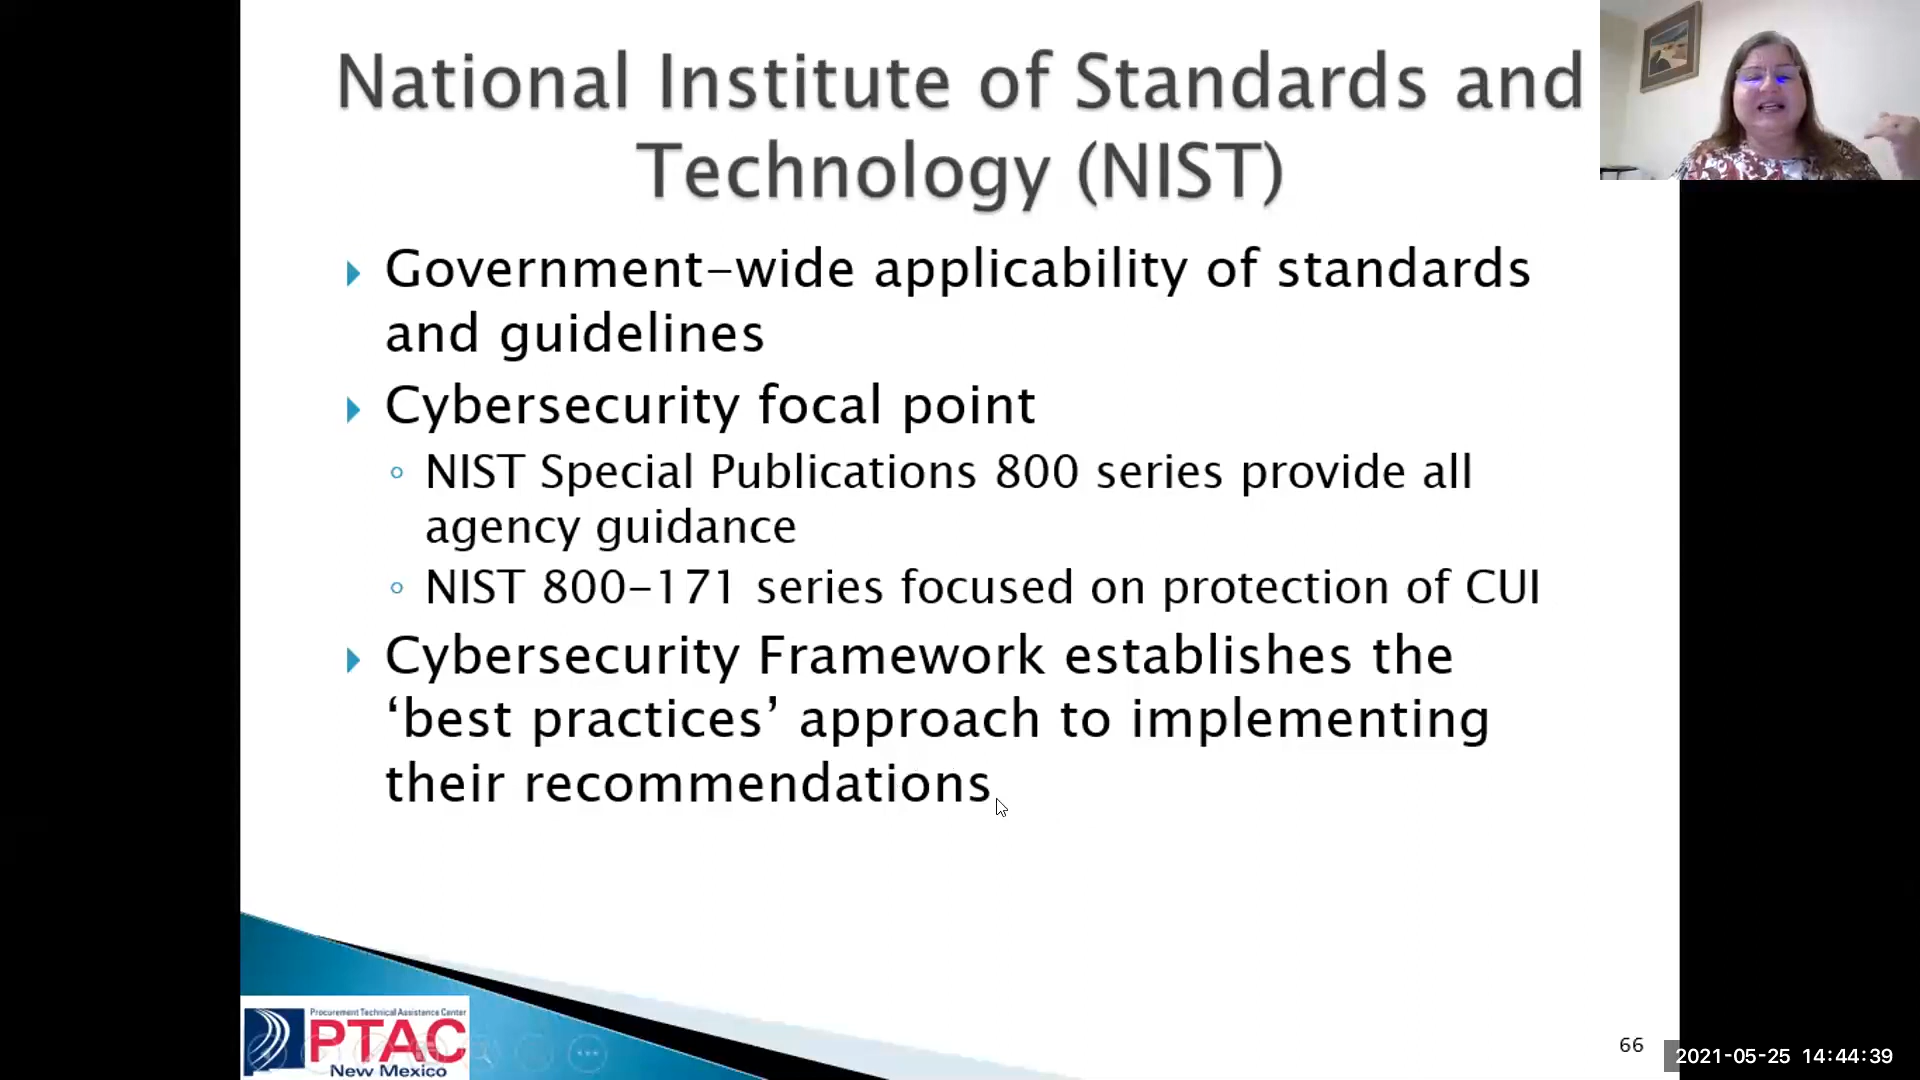 National Institute of Standards and
Technology (NIST)
Government-wide applicability of standards
and guidelines
Cybersecurity focal point
NIST Special Publications 800 series provide all
agency guidance
NIST 800-171 series focused on protection of CUI
Cybersecurity Framework establishes the
‘best practices’ approach to implementing
their recommendations
Procurement Technical Assistance Center
PTAC
New Mexico
66
2021-05-25 14:44:39